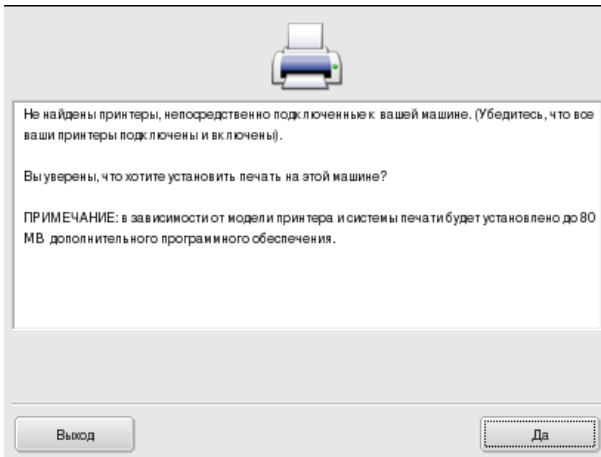 Не найдены принтеры, непосредственно подключенные к вашей машине. (Убедитесь, что все
ваши принтеры подключены и включены).
Вы уверены, что хотите установить печать на этой машине?
ПРИМЕЧАНИЕ: в зависимости от модели принтера и системы печати будет установлено до 80
MB дополнительного программного обеспечения.
Выход
Да